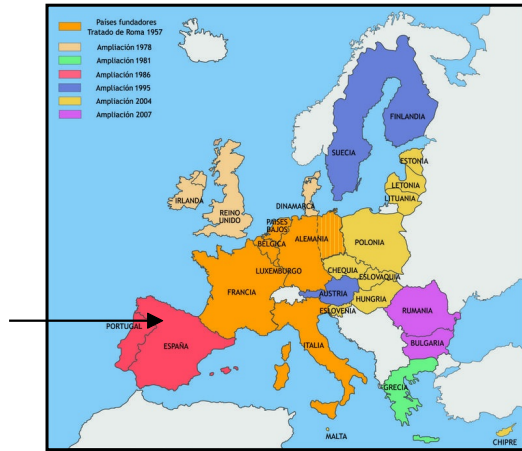 Países fundadores
Tratado de Roma 1957
Ampliación 1978
Ampliación 1981
Ampliación 1986
Ampliación 1995
Ampliación 2004
Ampliación 2007
FINLANDIA
SUECIA
ESTONIA
LETONIA
LITUANIA
IRLANDA
REINO
UNIDO
DINAMARCA
PAISES
BAJOS
ALEMANIA
POLONIA
BÉLGICA
LUXEMBURGO
CHEQUIA
ESLOVAQUIA
FRANCIA
AUSTRIA
HUNGRIA
ESLOVENIA
RUMANIA
PORTUGAL
ESPAÑA
ITALIA
BULGARIA
GRECIA
MALTA
CHIPRE